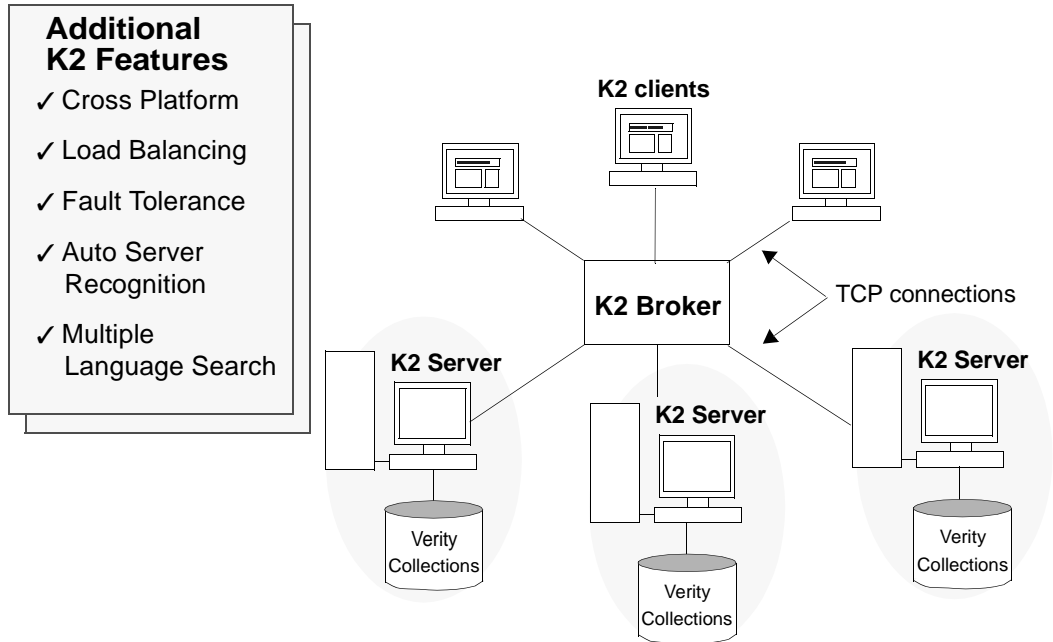 Additional
K2 Features
✓ Cross Platform
✓ Load Balancing
✓ Fault Tolerance
✓ Auto Server
Recognition
✓ Multiple
Language Search
K2 clients
K2 Broker
TCP connections
K2 Server
Verity
Collections
K2 Server
Verity
Collections
K2 Server
Verity
Collections